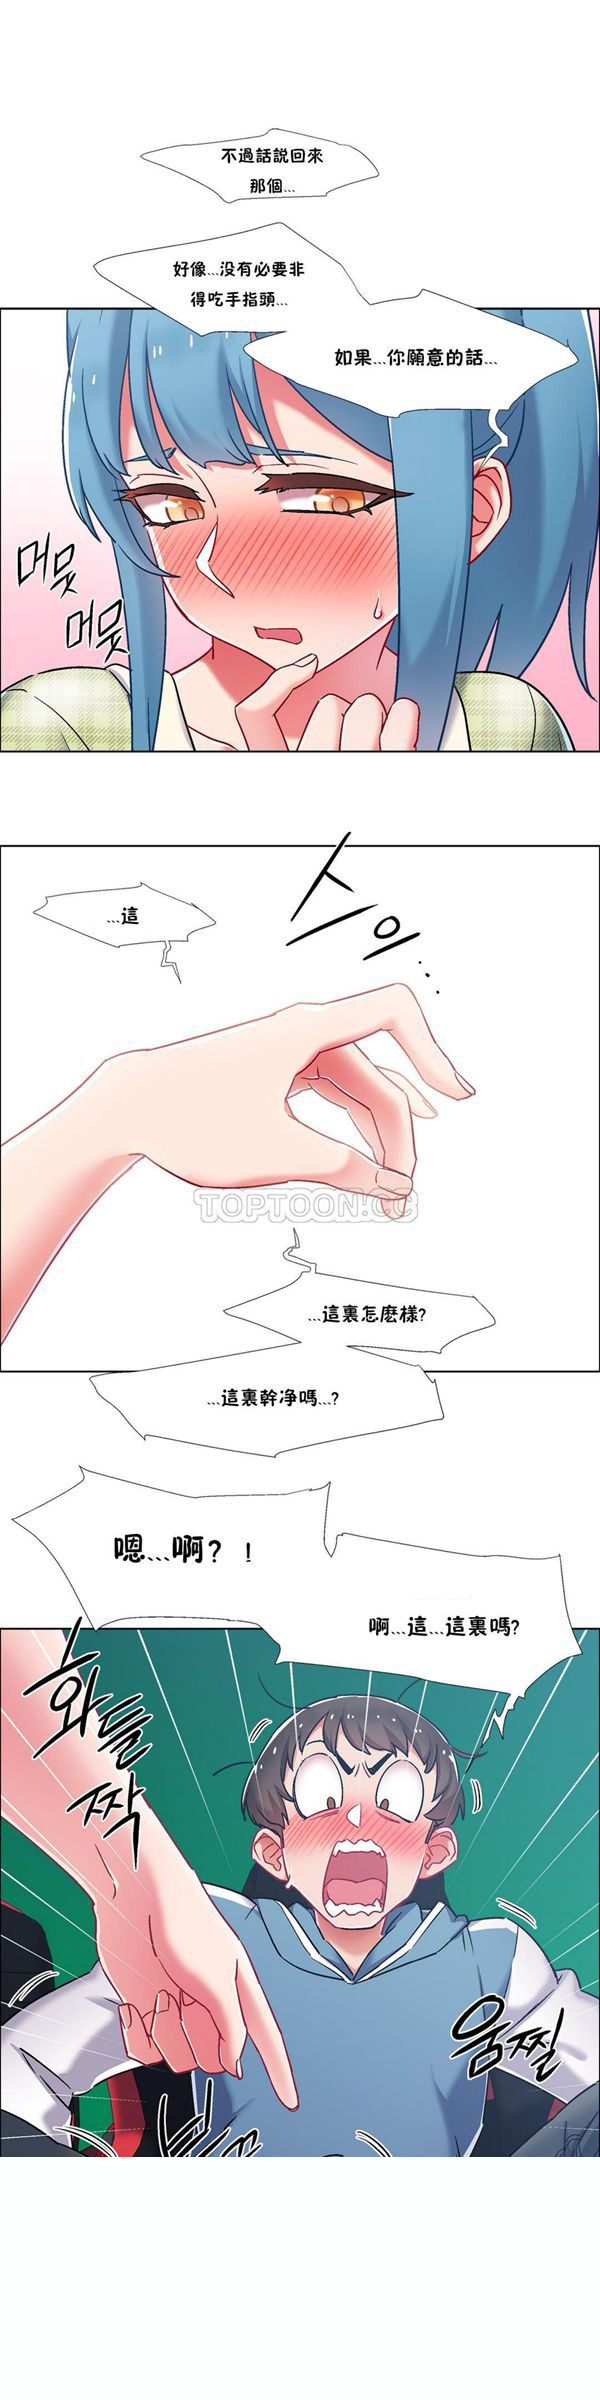 不過話説回來
那個...
好像...没有必要非
得吃手指頭...
如果...你願意的話...
머뭇
머뭇
...這
스으...
TOPTOON.CC
...這裏怎麽樣?
...這裏幹净嗎...?
嗯...啊? !
啊...這...這裏嗎?
화들
짝
움찔